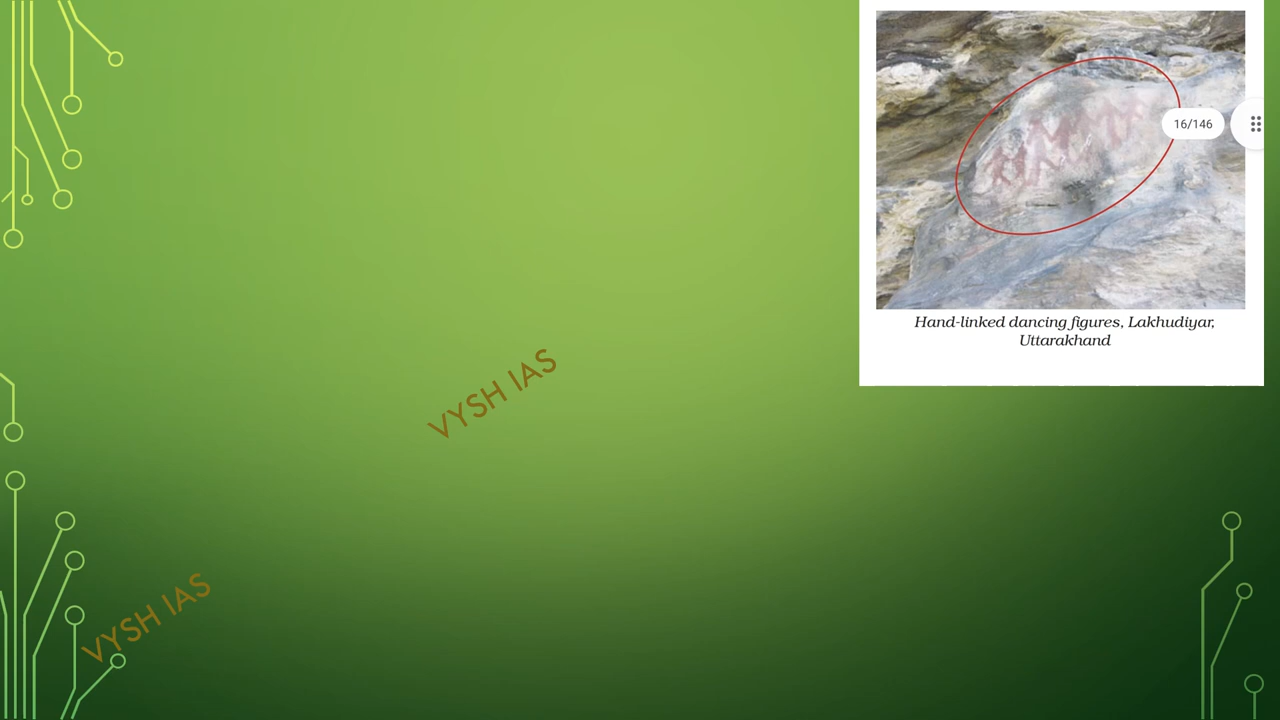 16/146
Hand-linked dancing figures, Lakhudiyar,
Uttarakhand
VYSH IAS
VYSH IAS